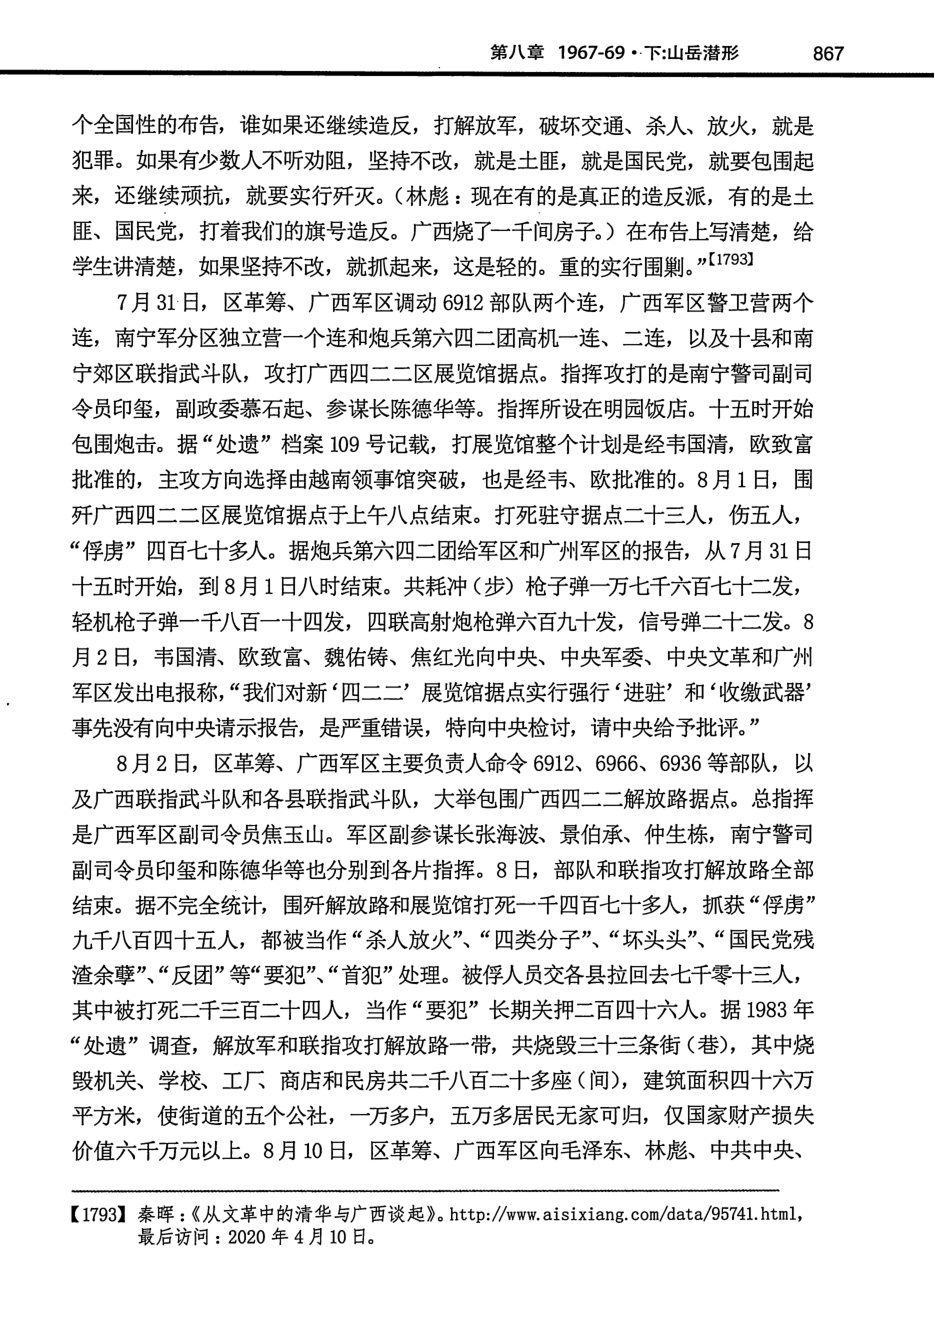 第八章 1967-69·下:山岳潜形 867
个全国性的布告，谁如果还继续造反，打解放军，破坏交通、杀人、放火，就是
犯罪。如果有少数人不听劝阻，坚持不改，就是土匪，就是国民党，就要包围起
来，还继续顽抗，就要实行歼灭。（林彪：现在有的是真正的造反派，有的是土
匪、国民党，打着我们的旗号造反。广西烧了一千间房子。）在布告上写清楚，给
学生讲清楚，如果坚持不改，就抓起来，这是轻的。重的实行围剿。”【1793】
7月31日，区革筹、广西军区调动6912部队两个连，广西军区警卫营两个
连，南宁军分区独立营一个连和炮兵第六四二团高机一连、二连，以及十县和南
宁郊区联指武斗队，攻打广西四二二区展览馆据点。指挥攻打的是南宁警司副司
令员印玺，副政委慕石起、参谋长陈德华等。指挥所设在明园饭店。十五时开始
包围炮击。据“处遗”档案109号记载，打展览馆整个计划是经韦国清，欧致富
批准的，主攻方向选择由越南领事馆突破，也是经韦、欧批准的。8月1日，围
歼广西四二二区展览馆据点于上午八点结束。打死驻守据点二十三人，伤五人，
“俘虏”四百七十多人。据炮兵第六四二团给军区和广州军区的报告，从7月31日
十五时开始，到8月1日八时结束。共耗冲（步）枪子弹一万七千六百七十二发，
轻机枪子弹一千八百一十四发，四联高射炮枪弹六百九十发，信号弹二十二发。8
月2日，韦国清、欧致富、魏佑铸、焦红光向中央、中央军委、中央文革和广州
军区发出电报称，“我们对新‘四二二’展览馆据点实行强行‘进驻’和‘收缴武器’
事先没有向中央请示报告，是严重错误，特向中央检讨，请中央给予批评。”
8月2日，区革筹、广西军区主要负责人命令6912、6966、6936等部队，以
及广西联指武斗队和各县联指武斗队，大举包围广西四二二解放路据点。总指挥
是广西军区副司令员焦玉山。军区副参谋长张海波、景伯承、仲生栋，南宁警司
副司令员印玺和陈德华等也分别到各片指挥。8日，部队和联指攻打解放路全部
结束。据不完全统计，围歼解放路和展览馆打死一千四百七十多人，抓获“俘虏”
九千八百四十五人，都被当作“杀人放火”、“四类分子”、“坏头头”、“国民党残
渣余孽”、“反团”等“要犯”、“首犯”处理。被俘人员交各县拉回去七千零十三人，
其中被打死二千三百二十四人，当作“要犯”长期关押二百四十六人。据1983年
“处遗”调查，解放军和联指攻打解放路一带，共烧毁三十三条街（巷），其中烧
毁机关、学校、工厂、商店和民房共二千八百二十多座（间），建筑面积四十六万
平方米，使街道的五个公社，一万多户，五万多居民无家可归，仅国家财产损失
价值六千万元以上。8月10日，区革筹、广西军区向毛泽东、林彪、中共中央、
【1793】 秦晖：《从文革中的清华与广西谈起》。http://www.aisixiang.com/data/95741.html，
最后访问：2020年4月10日。